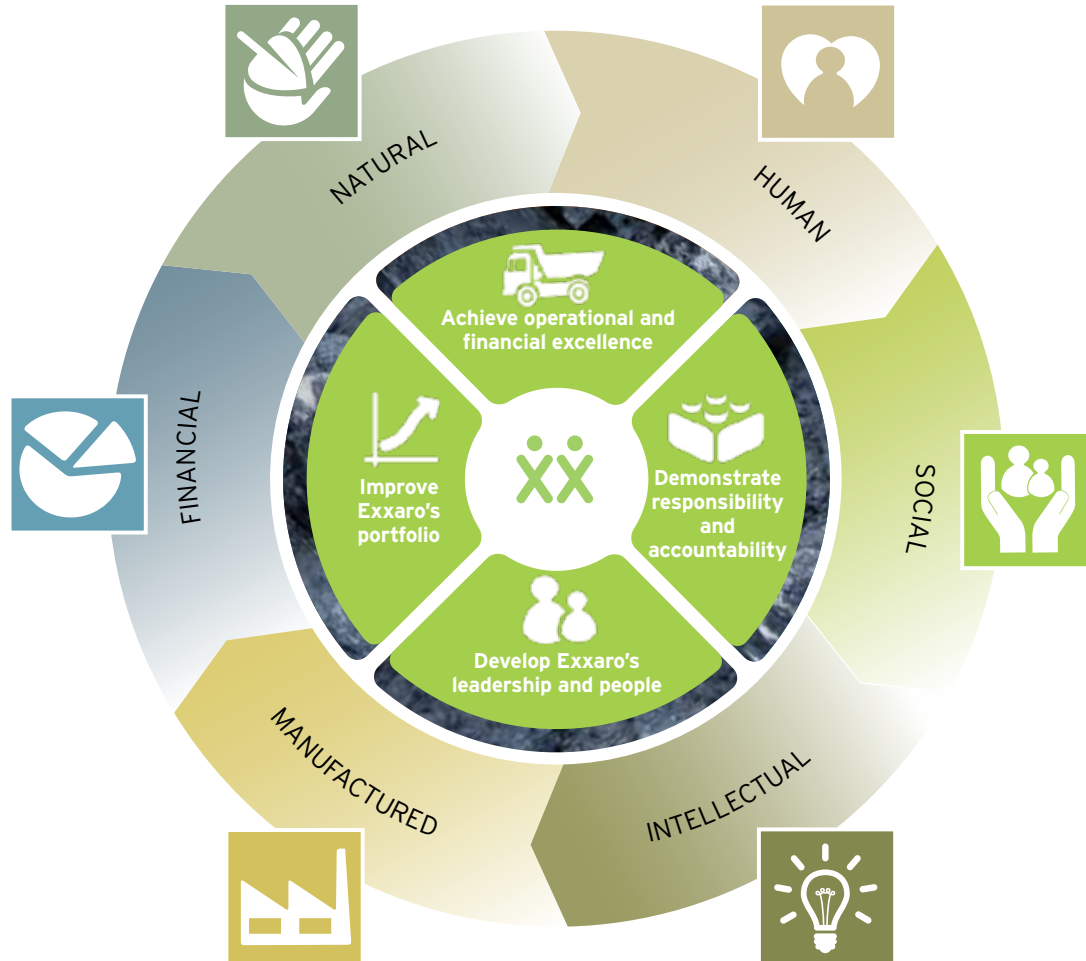 NATURAL
HUMAN
Achieve operational and
financial excellence
FINANCIAL
Improve
Exxaro’s
portfolio
Demonstrate
responsibility
and
accountability
SOCIAL
Develop Exxaro’s
leadership and people
MANUFACTURED
INTELLECTUAL